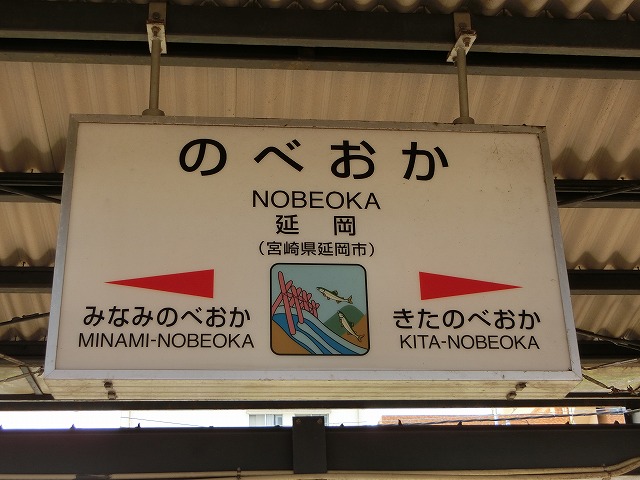 のべおか
NOBEOKA
延岡
(宮崎県延岡市)
みなみのべおか
MINAMI-NOBEOKA
きたのべおか
KITA-NOBEOKA